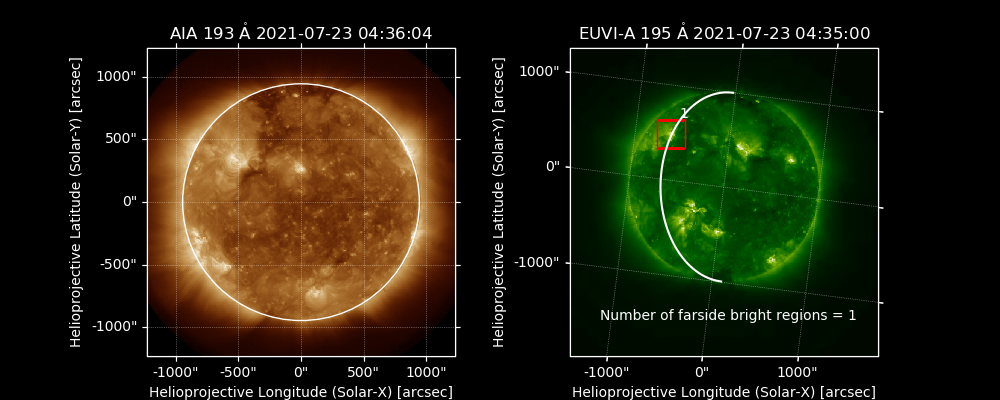 AIA 193 Å 2021-07-23 04:36:04
1000"
500"
0"
-500"
-1000"
-1000" -500" 0" 500" 1000"
Helioprojective Longitude (Solar-X) [arcsec]
Helioprojective Latitude (Solar-Y) [arcsec]
EUVI-A 195 Å 2021-07-23 04:35:00
1000"
0"
-1000"
1
Number of farside bright regions = 1
-1000" 0" 1000"
Helioprojective Longitude (Solar-X) [arcsec]
Helioprojective Latitude (Solar-Y) [arcsec]